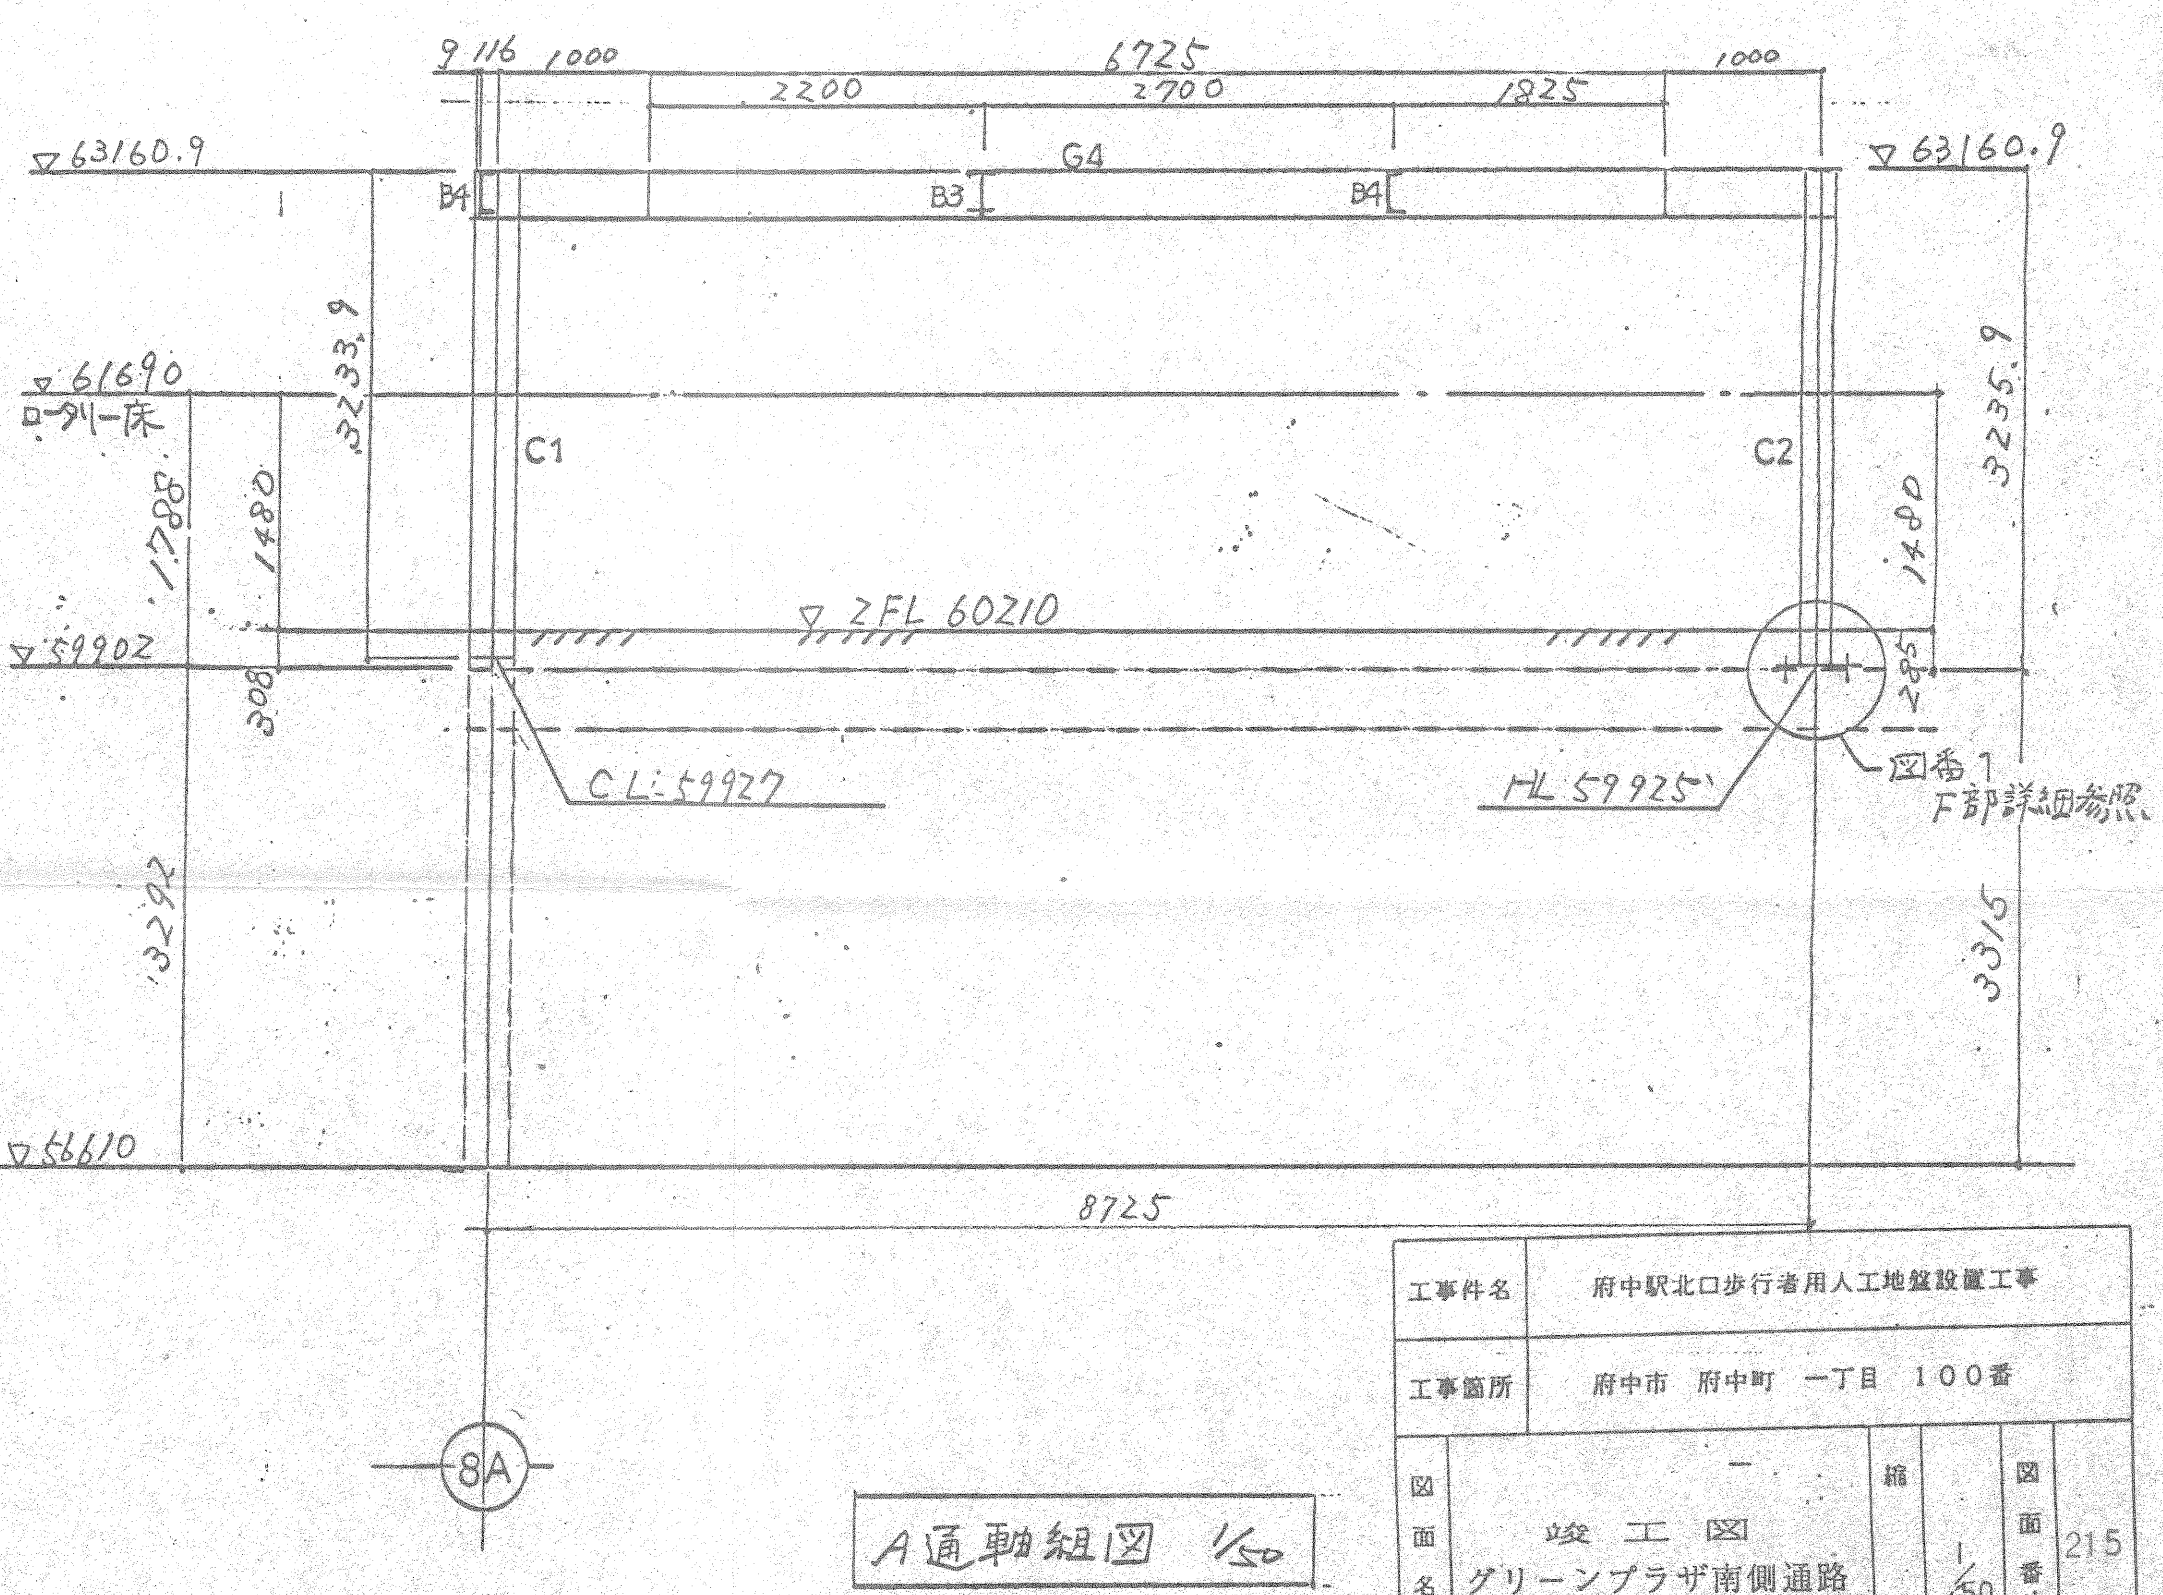 9 116 1000 6725 1000
2200 2700 1825
▽ 63160.9
G4
▽ 63160.9
B4 B3 B4
3233.9
3235.9
▽ 61690
ロータリー床
C1
C2
1788
1480
1480
▽ 2FL 60210
▽ 59902
308
285
CL:59927
HL 59925
図番1
F部詳細参照
3292
3315
▽ 56610
8725
工事件名 府中駅北口歩行者用人工地盤設置工事
工事箇所 府中市 府中町 一丁目 100番
8A
A通軸組図 1/50
図面名 竣工図
グリーンプラザ南側通路
縮 1/50
図面番 215